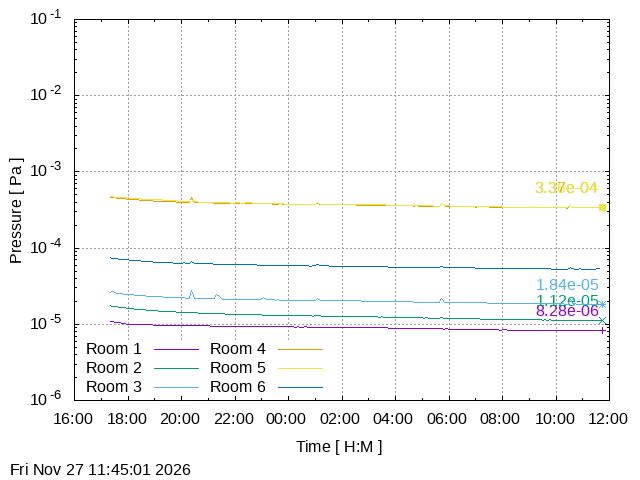 10^-1
10^-2
10^-3
10^-4
10^-5
10^-6
Pressure [ Pa ]
3.37e-04
1.84e-05
1.12e-05
8.28e-06
Room 1 Room 4
Room 2 Room 5
Room 3 Room 6
16:00 18:00 20:00 22:00 00:00 02:00 04:00 06:00 08:00 10:00 12:00
Time [ H:M ]
Fri Nov 27 11:45:01 2026